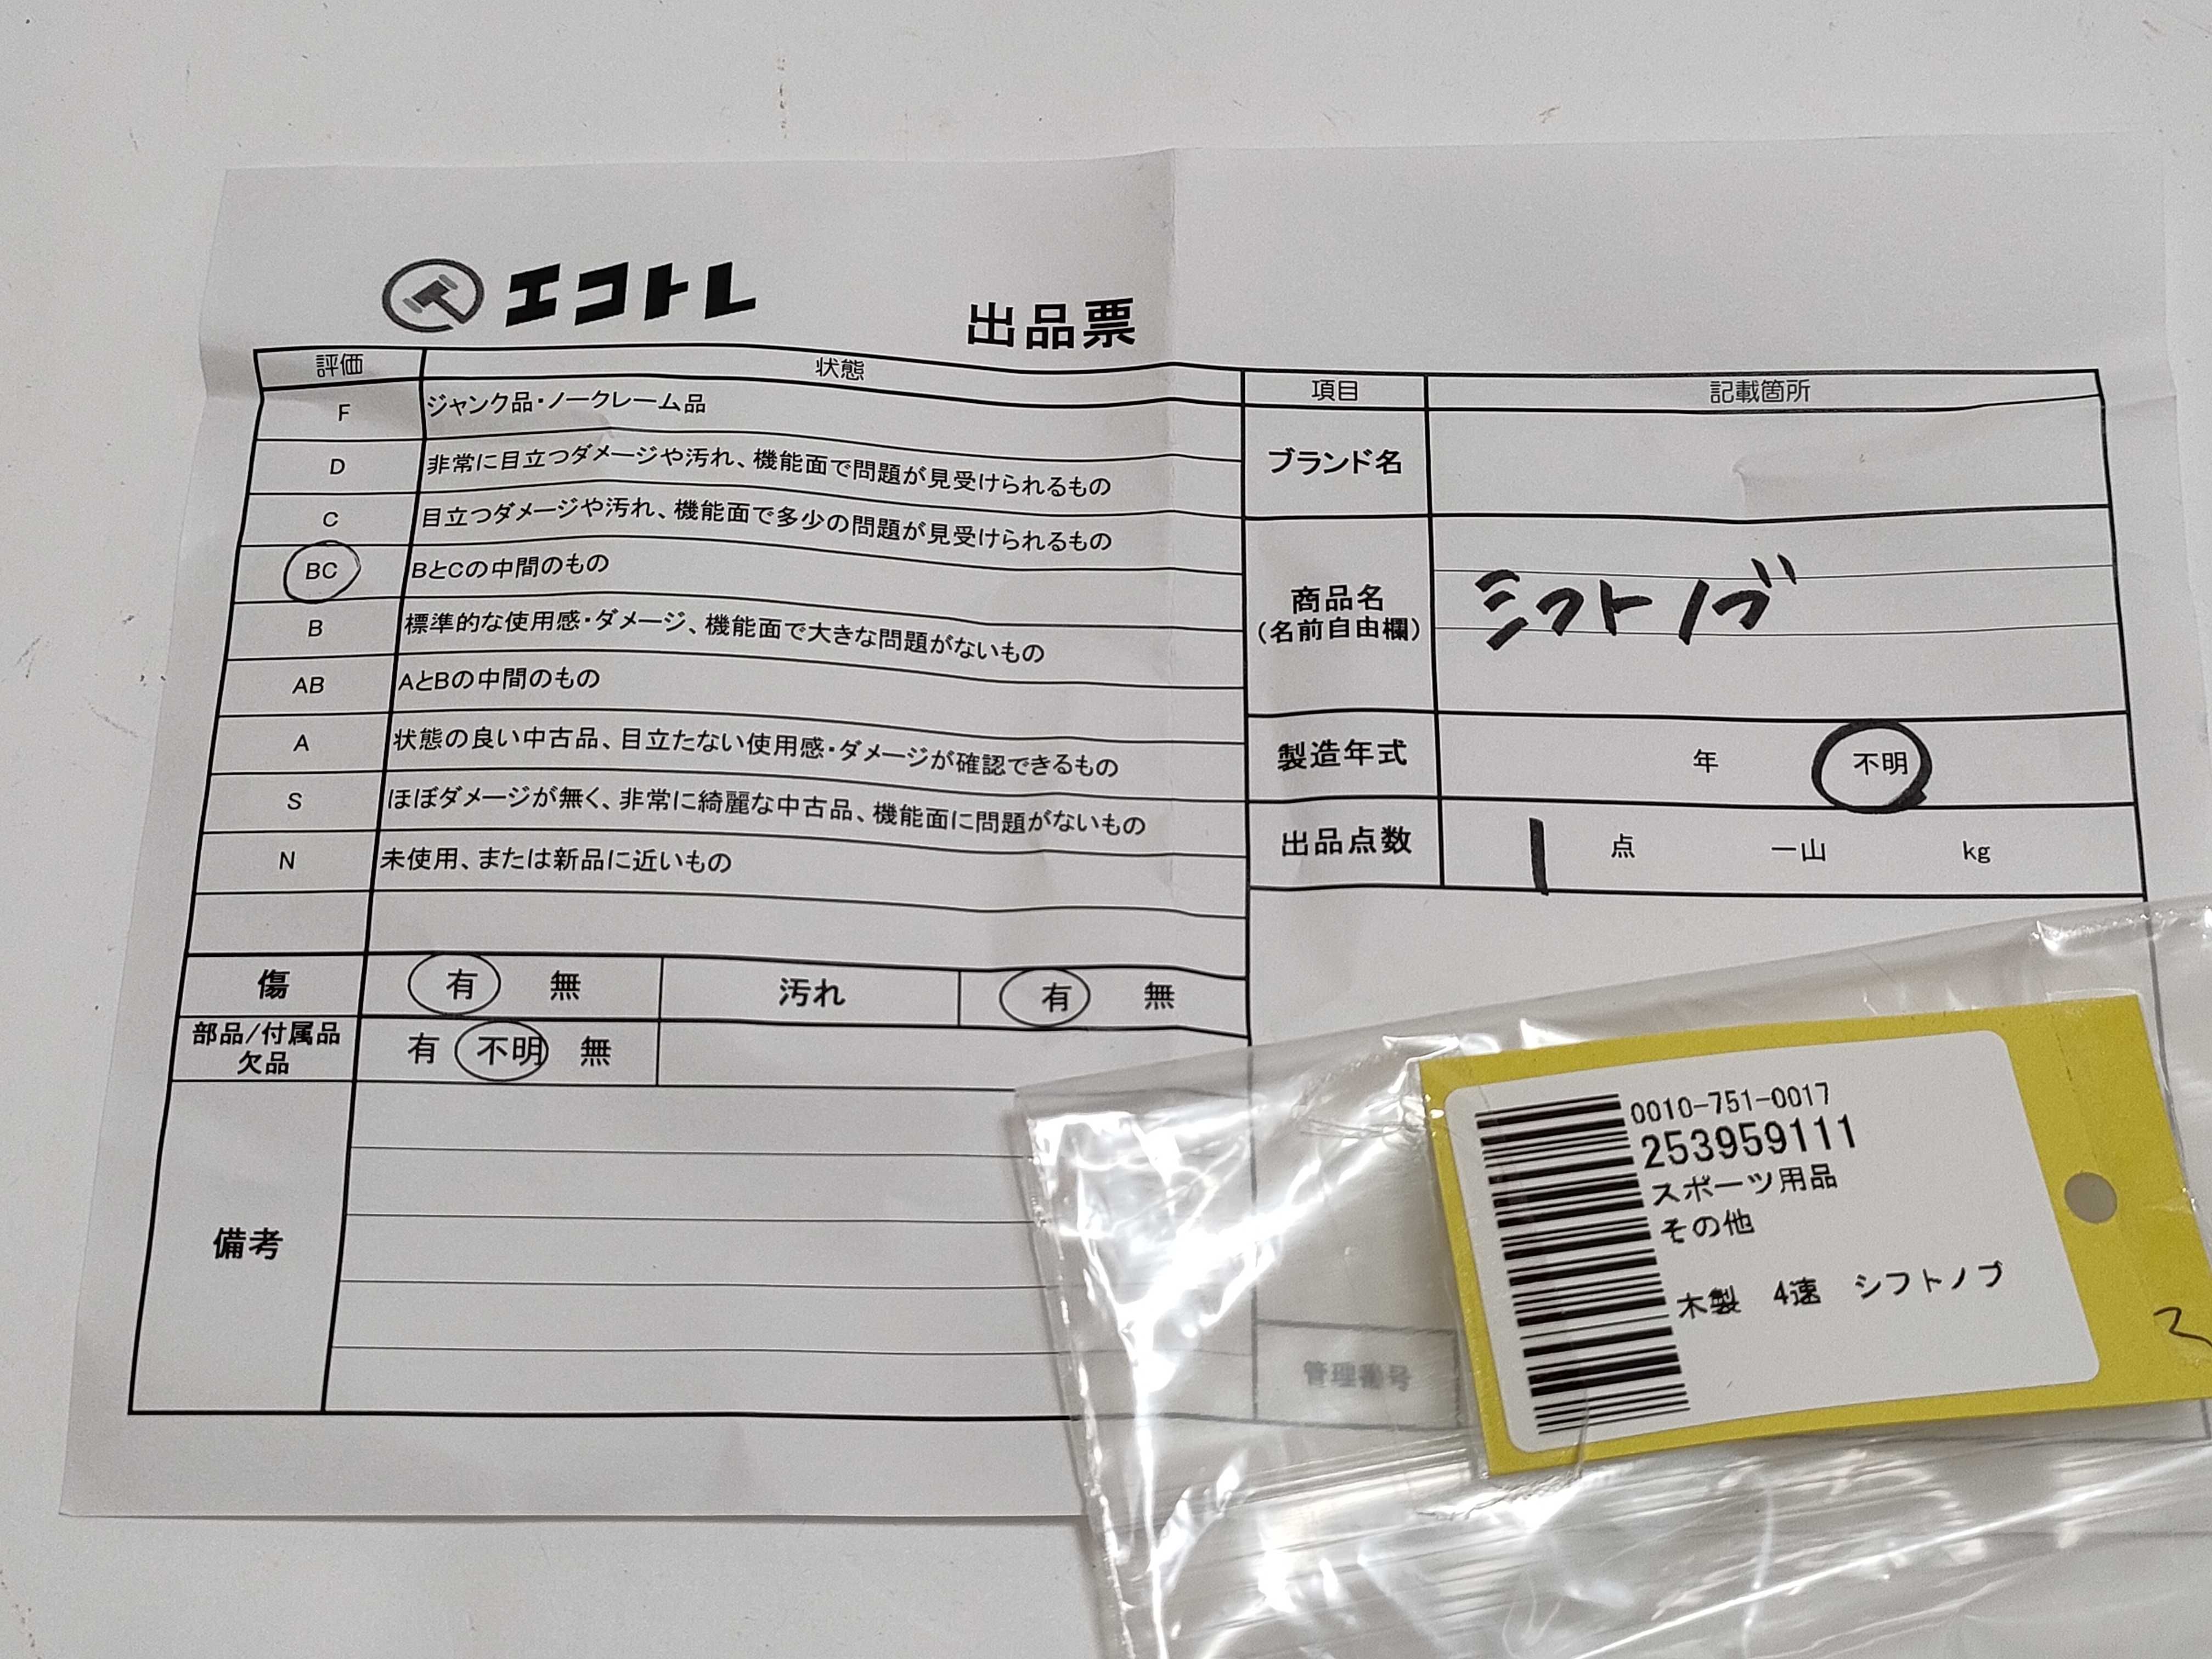 エコトレ
出品票
評価 状態
F ジャンク品・ノークレーム品
D 非常に目立つダメージや汚れ、機能面で問題が見受けられるもの
C 目立つダメージや汚れ、機能面で多少の問題が見受けられるもの
BC BとCの中間のもの
B 標準的な使用感・ダメージ、機能面で大きな問題がないもの
AB AとBの中間のもの
A 状態の良い中古品、目立たない使用感・ダメージが確認できるもの
S ほぼダメージが無く、非常に綺麗な中古品、機能面に問題がないもの
N 未使用、または新品に近いもの
傷 有 無 汚れ 有 無
部品/付属品
欠品
有 不明 無
備考
項目 記載箇所
ブランド名
商品名
(名前自由欄)
シフトノブ
製造年式 年 不明
出品点数 1 点 一山 kg
管理番号
0010-751-0017
253959111
スポーツ用品
その他
木製 4速 シフトノブ